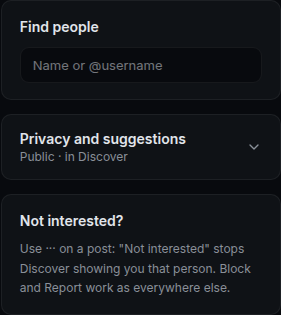 Find people
Name or @username
Privacy and suggestions
Public · in Discover
Not interested?
Use ··· on a post: "Not interested" stops
Discover showing you that person. Block
and Report work as everywhere else.